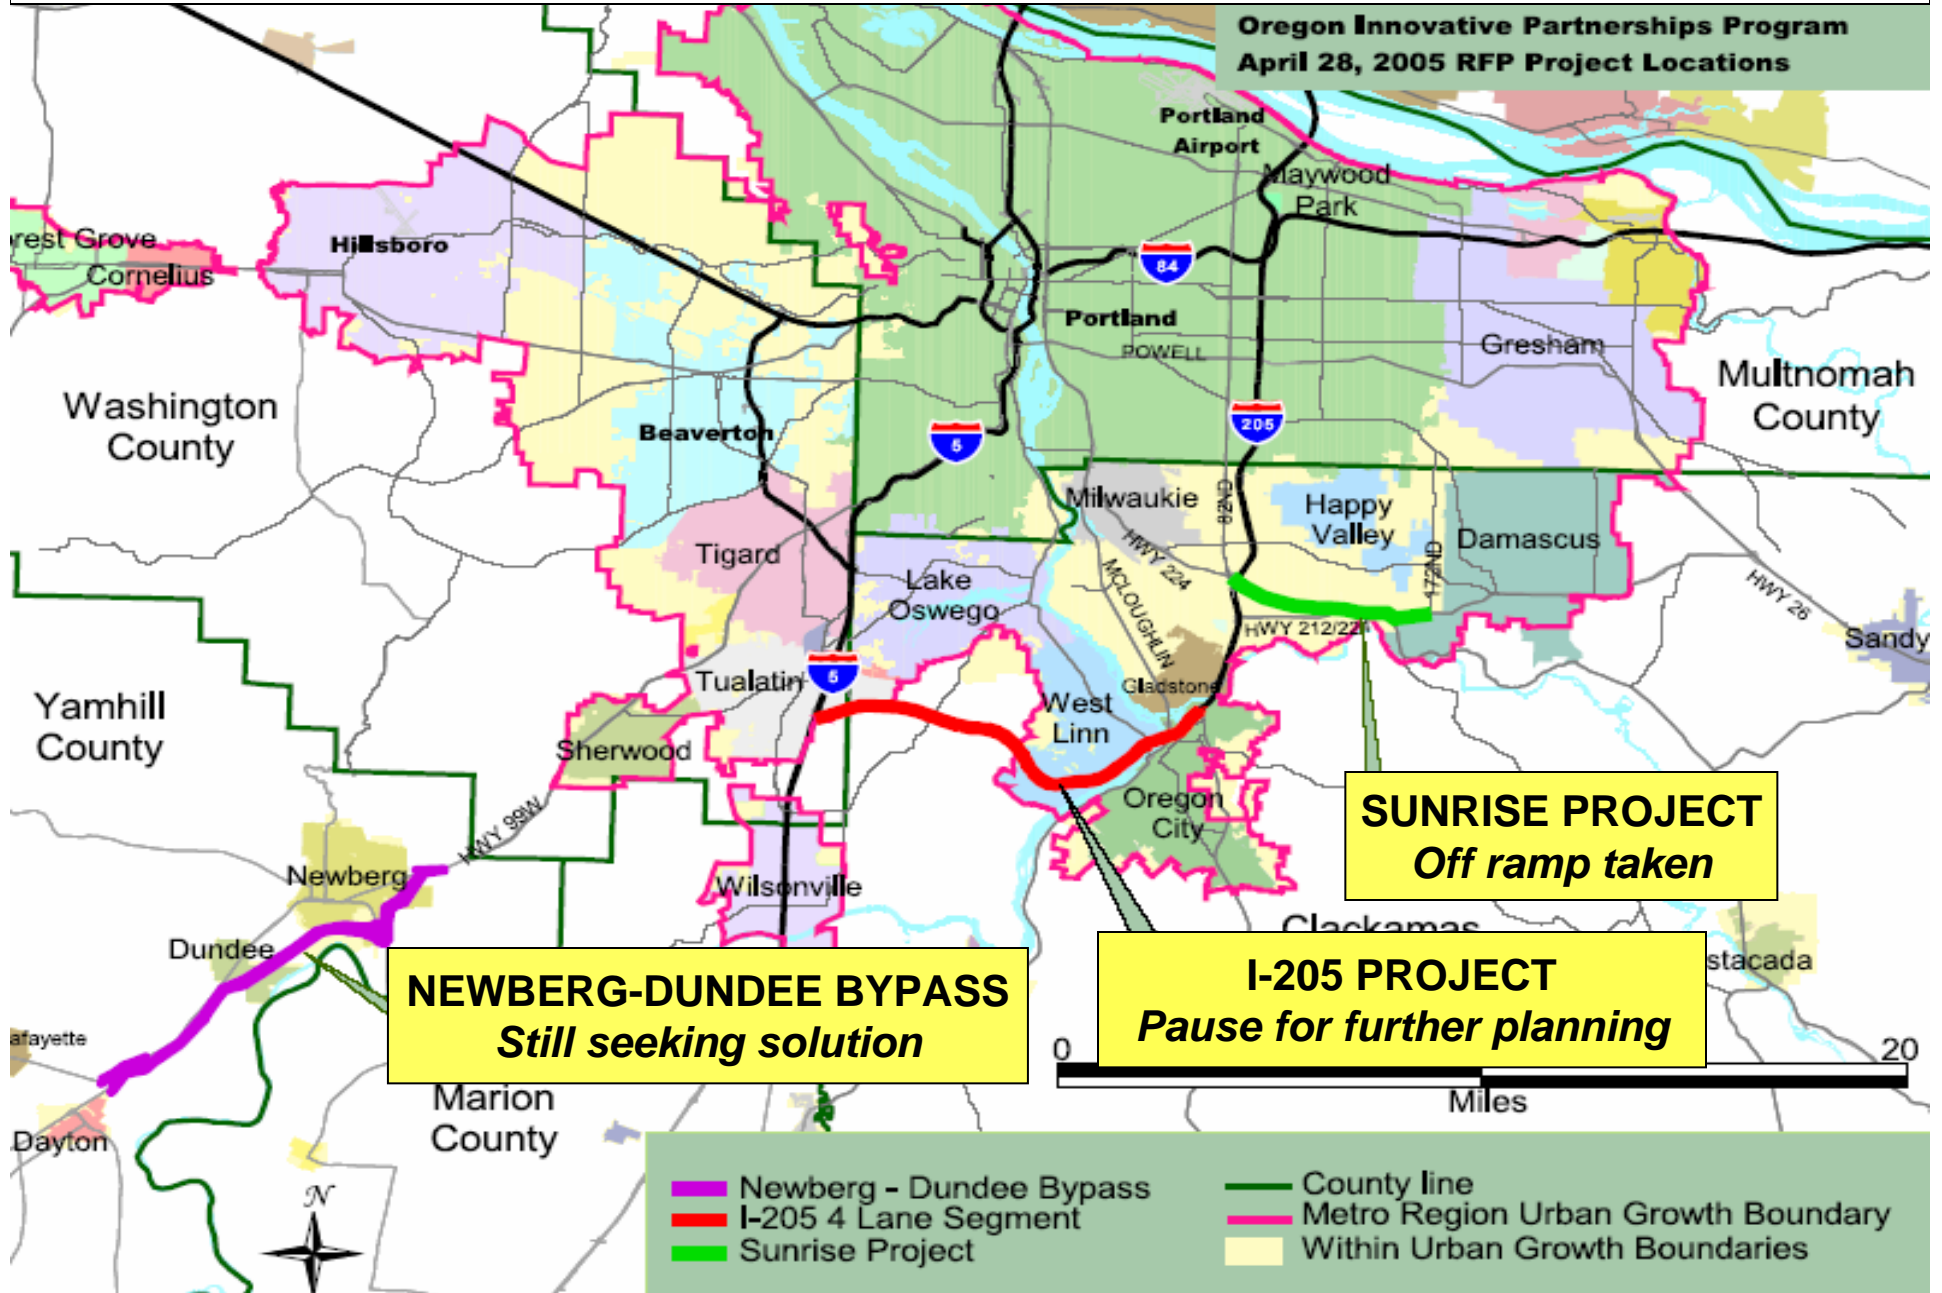 Oregon Innovative Partnerships Program
April 28, 2005 RFP Project Locations
Portland
Airport
Maywood
Park
rest Grove
Cornelius
Hillsboro
84
Portland
POWELL
Gresham
Multnomah
County
Washington
County
Beaverton
5
205
Milwaukie
82ND
Happy
Valley
172ND
Damascus
HWY 224
MCLOUGHLIN
Tigard
Lake
Oswego
HWY 26
HWY 212/224
Sandy
Tualatin
5
Gladstone
West
Linn
Yamhill
County
Sherwood
Oregon
City
SUNRISE PROJECT
Off ramp taken
HWY 99W
Newberg
Wilsonville
Dundee
Clackamas
stacada
NEWBERG-DUNDEE BYPASS
Still seeking solution
I-205 PROJECT
Pause for further planning
afayette
0
20
Miles
Marion
County
Dayton
N
Newberg - Dundee Bypass
I-205 4 Lane Segment
Sunrise Project
County line
Metro Region Urban Growth Boundary
Within Urban Growth Boundaries